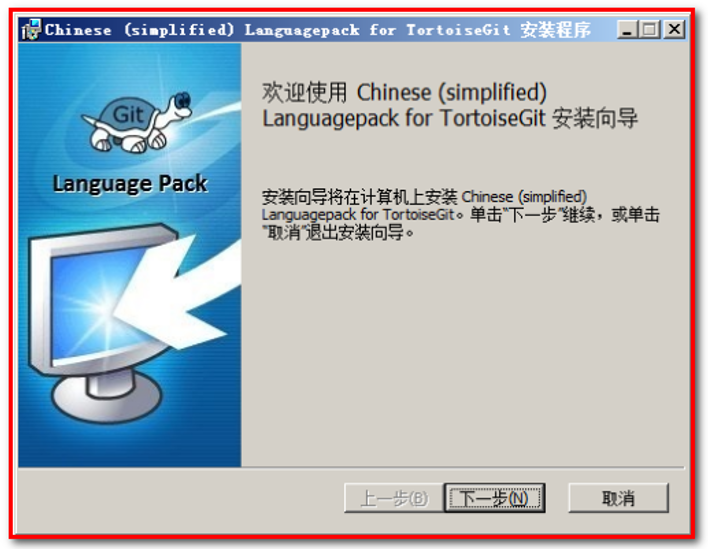 Chinese (simplified) Languagepack for TortoiseGit 安装程序
Git
Language Pack
欢迎使用 Chinese (simplified)
Languagepack for TortoiseGit 安装向导
安装向导将在计算机上安装 Chinese (simplified)
Languagepack for TortoiseGit。单击“下一步”继续，或单击
“取消”退出安装向导。
上一步(B)
下一步(N)
取消